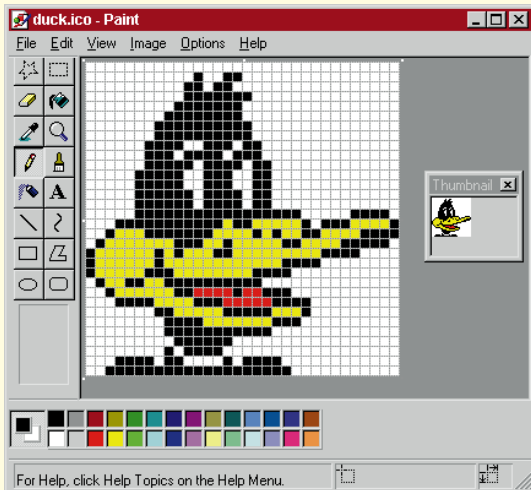 duck.ico - Paint
File Edit View Image Options Help
A
Thumbnail
For Help, click Help Topics on the Help Menu.